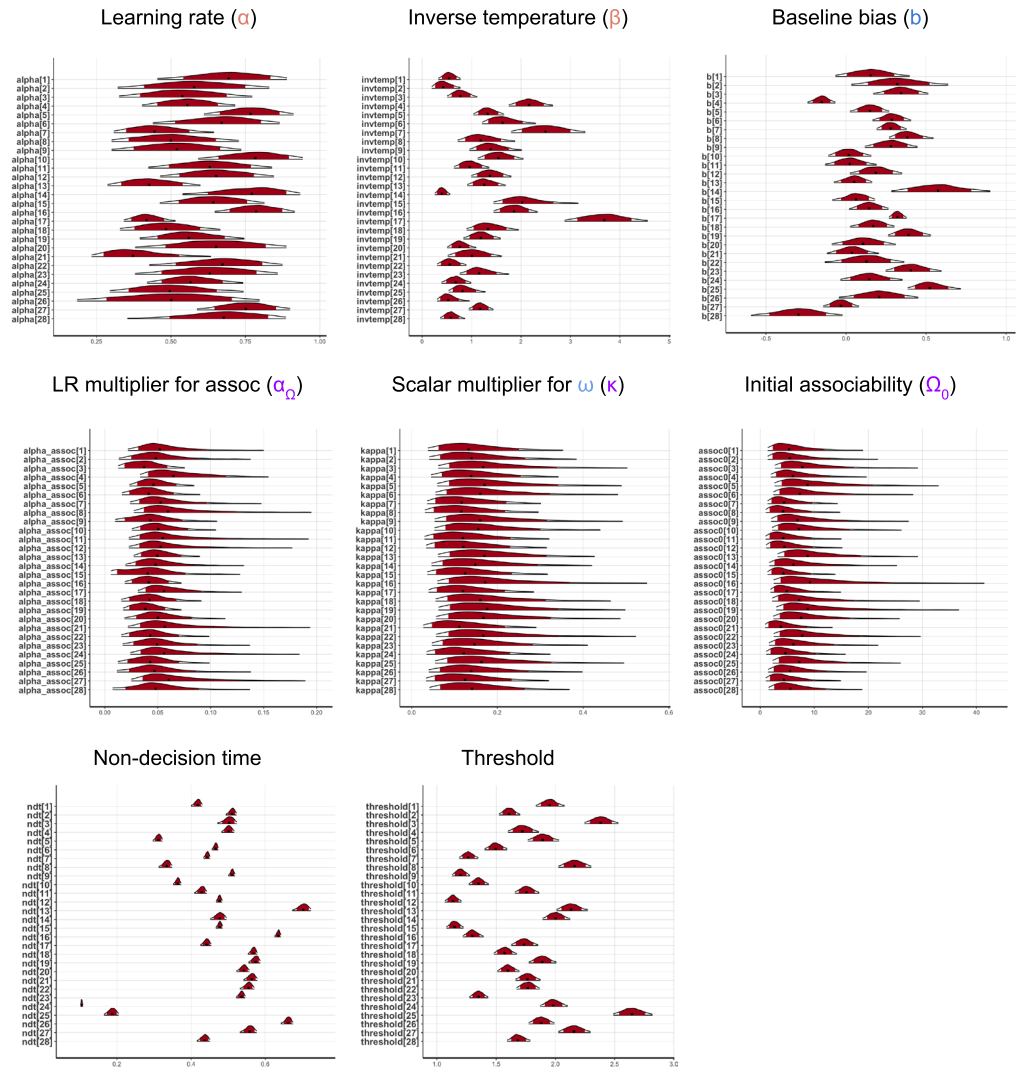 Learning rate (α)
Inverse temperature (β)
Baseline bias (b)
alpha[1]
alpha[2]
alpha[3]
alpha[4]
alpha[5]
alpha[6]
alpha[7]
alpha[8]
alpha[9]
alpha[10]
alpha[11]
alpha[12]
alpha[13]
alpha[14]
alpha[15]
alpha[16]
alpha[17]
alpha[18]
alpha[19]
alpha[20]
alpha[21]
alpha[22]
alpha[23]
alpha[24]
alpha[25]
alpha[26]
alpha[27]
alpha[28]
0.25 0.50 0.75 1.00
invtemp[1]
invtemp[2]
invtemp[3]
invtemp[4]
invtemp[5]
invtemp[6]
invtemp[7]
invtemp[8]
invtemp[9]
invtemp[10]
invtemp[11]
invtemp[12]
invtemp[13]
invtemp[14]
invtemp[15]
invtemp[16]
invtemp[17]
invtemp[18]
invtemp[19]
invtemp[20]
invtemp[21]
invtemp[22]
invtemp[23]
invtemp[24]
invtemp[25]
invtemp[26]
invtemp[27]
invtemp[28]
0 1 2 3 4 5
b[1]
b[2]
b[3]
b[4]
b[5]
b[6]
b[7]
b[8]
b[9]
b[10]
b[11]
b[12]
b[13]
b[14]
b[15]
b[16]
b[17]
b[18]
b[19]
b[20]
b[21]
b[22]
b[23]
b[24]
b[25]
b[26]
b[27]
b[28]
-0.5 0.0 0.5 1.0
LR multiplier for assoc (αΩ)
Scalar multiplier for ω (κ)
Initial associability (Ω0)
alpha_assoc[1]
alpha_assoc[2]
alpha_assoc[3]
alpha_assoc[4]
alpha_assoc[5]
alpha_assoc[6]
alpha_assoc[7]
alpha_assoc[8]
alpha_assoc[9]
alpha_assoc[10]
alpha_assoc[11]
alpha_assoc[12]
alpha_assoc[13]
alpha_assoc[14]
alpha_assoc[15]
alpha_assoc[16]
alpha_assoc[17]
alpha_assoc[18]
alpha_assoc[19]
alpha_assoc[20]
alpha_assoc[21]
alpha_assoc[22]
alpha_assoc[23]
alpha_assoc[24]
alpha_assoc[25]
alpha_assoc[26]
alpha_assoc[27]
alpha_assoc[28]
0.00 0.05 0.10 0.15 0.20
kappa[1]
kappa[2]
kappa[3]
kappa[4]
kappa[5]
kappa[6]
kappa[7]
kappa[8]
kappa[9]
kappa[10]
kappa[11]
kappa[12]
kappa[13]
kappa[14]
kappa[15]
kappa[16]
kappa[17]
kappa[18]
kappa[19]
kappa[20]
kappa[21]
kappa[22]
kappa[23]
kappa[24]
kappa[25]
kappa[26]
kappa[27]
kappa[28]
0.0 0.2 0.4 0.6
assoc0[1]
assoc0[2]
assoc0[3]
assoc0[4]
assoc0[5]
assoc0[6]
assoc0[7]
assoc0[8]
assoc0[9]
assoc0[10]
assoc0[11]
assoc0[12]
assoc0[13]
assoc0[14]
assoc0[15]
assoc0[16]
assoc0[17]
assoc0[18]
assoc0[19]
assoc0[20]
assoc0[21]
assoc0[22]
assoc0[23]
assoc0[24]
assoc0[25]
assoc0[26]
assoc0[27]
assoc0[28]
0 10 20 30 40
Non-decision time
Threshold
ndt[1]
ndt[2]
ndt[3]
ndt[4]
ndt[5]
ndt[6]
ndt[7]
ndt[8]
ndt[9]
ndt[10]
ndt[11]
ndt[12]
ndt[13]
ndt[14]
ndt[15]
ndt[16]
ndt[17]
ndt[18]
ndt[19]
ndt[20]
ndt[21]
ndt[22]
ndt[23]
ndt[24]
ndt[25]
ndt[26]
ndt[27]
ndt[28]
0.2 0.4 0.6
threshold[1]
threshold[2]
threshold[3]
threshold[4]
threshold[5]
threshold[6]
threshold[7]
threshold[8]
threshold[9]
threshold[10]
threshold[11]
threshold[12]
threshold[13]
threshold[14]
threshold[15]
threshold[16]
threshold[17]
threshold[18]
threshold[19]
threshold[20]
threshold[21]
threshold[22]
threshold[23]
threshold[24]
threshold[25]
threshold[26]
threshold[27]
threshold[28]
1.0 1.5 2.0 2.5 3.0